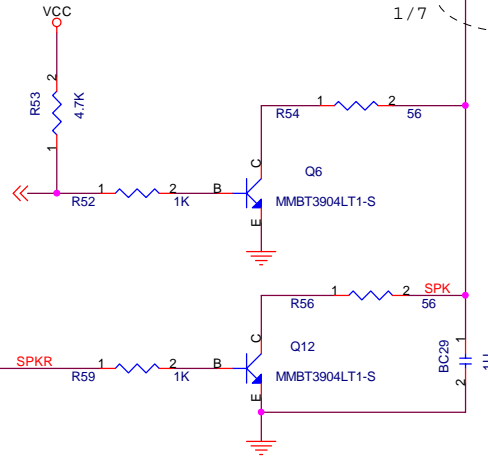 VCC
1/7
2
R53
4.7K
1
1
2
R54
56
C
Q6
1
2
B
R52
1K
MMBT3904LT1-S
E
1
2
SPK
R56
56
C
Q12
1
BC29
1U
SPKR
1
2
B
R59
1K
MMBT3904LT1-S
2
E